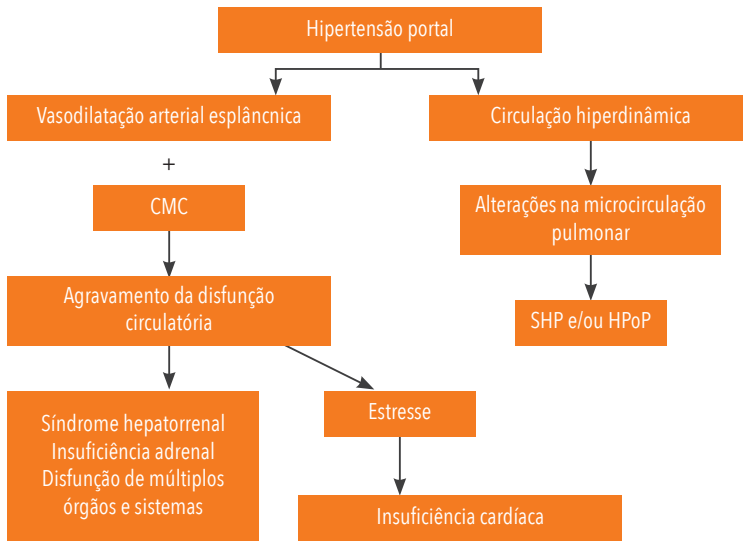 Hipertensão portal
Vasodilatação arterial esplâncnica
Circulação hiperdinâmica
+
CMC
Alterações na microcirculação
pulmonar
Agravamento da disfunção
circulatória
SHP e/ou HPoP
Síndrome hepatorrenal
Insuficiência adrenal
Disfunção de múltiplos
órgãos e sistemas
Estresse
Insuficiência cardíaca